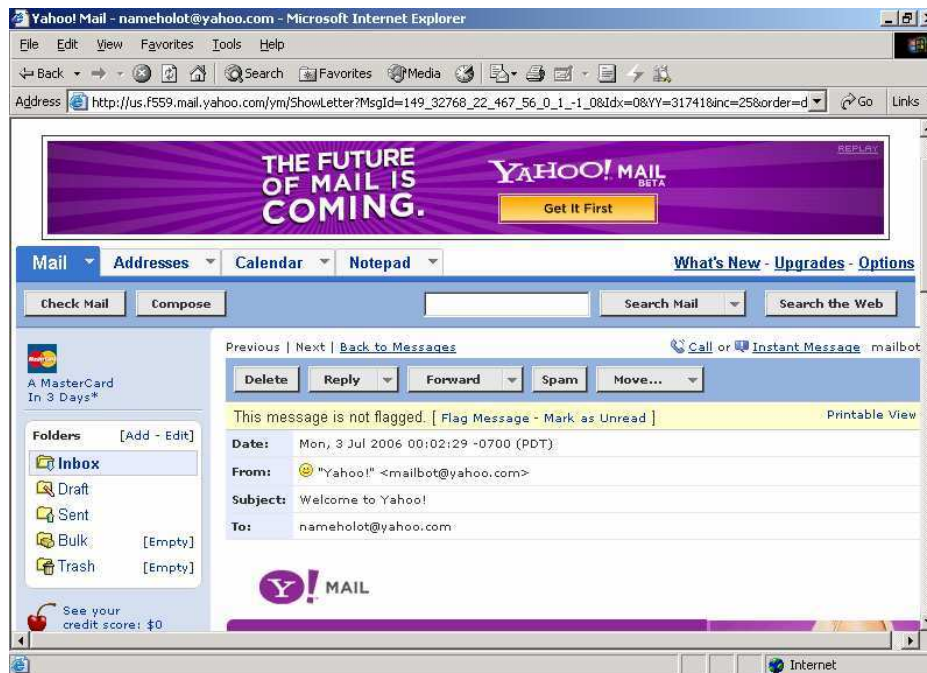 Yahoo! Mail - nameholot@yahoo.com - Microsoft Internet Explorer
File Edit View Favorites Tools Help
Back Search Favorites Media
Address http://us.f559.mail.yahoo.com/ym/ShowLetter?MsgId=149_32768_22_467_56_0_1_-1_0&Idx=0&YY=31741&inc=25&order=d Go Links
REPLAY
THE FUTURE
OF MAIL IS
COMING.
YAHOO! MAIL
BETA
Get It First
Mail Addresses Calendar Notepad What's New - Upgrades - Options
Check Mail Compose Search Mail Search the Web
Previous | Next | Back to Messages Call or Instant Message mailbot
MasterCard
A MasterCard
In 3 Days*
Delete Reply Forward Spam Move...
This message is not flagged. [ Flag Message - Mark as Unread ] Printable View
Folders [Add - Edit]
Inbox
Draft
Sent
Bulk [Empty]
Trash [Empty]
See your
credit score: $0
Date: Mon, 3 Jul 2006 00:02:29 -0700 (PDT)
From: "Yahoo!" <mailbot@yahoo.com>
Subject: Welcome to Yahoo!
To: nameholot@yahoo.com
Y! MAIL
Internet